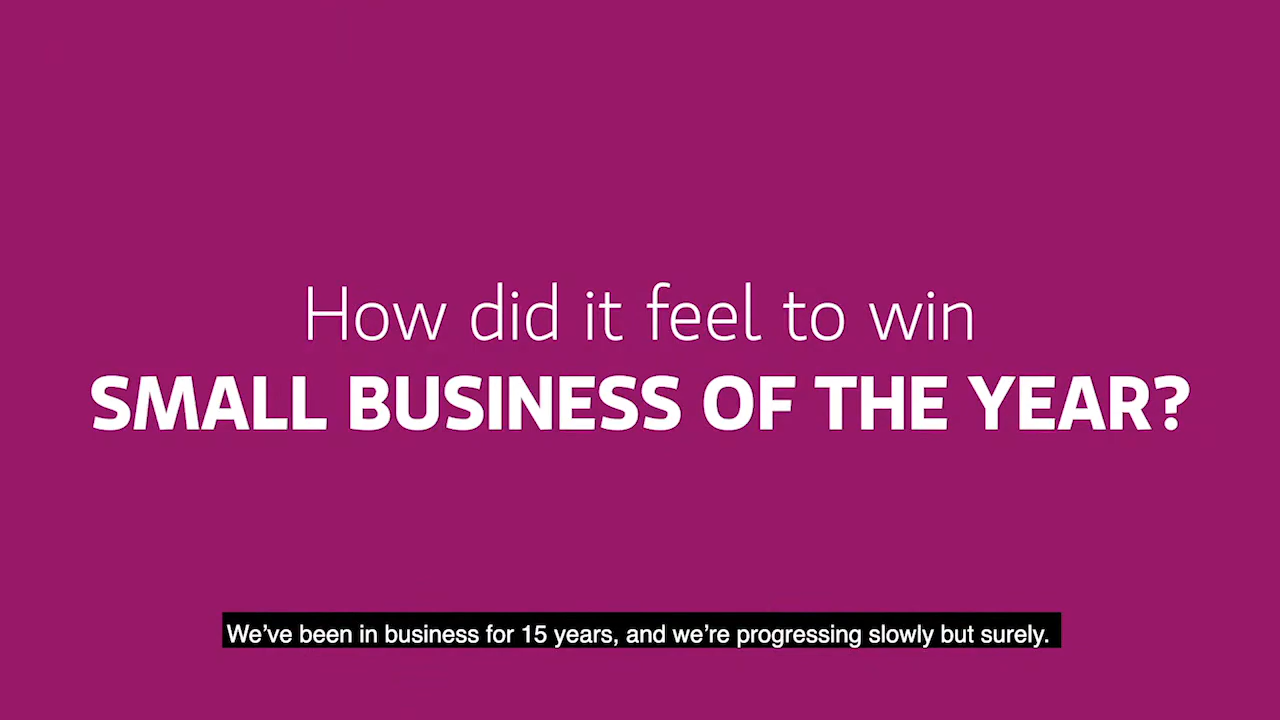 How did it feel to win
SMALL BUSINESS OF THE YEAR?
We’ve been in business for 15 years, and we’re progressing slowly but surely.